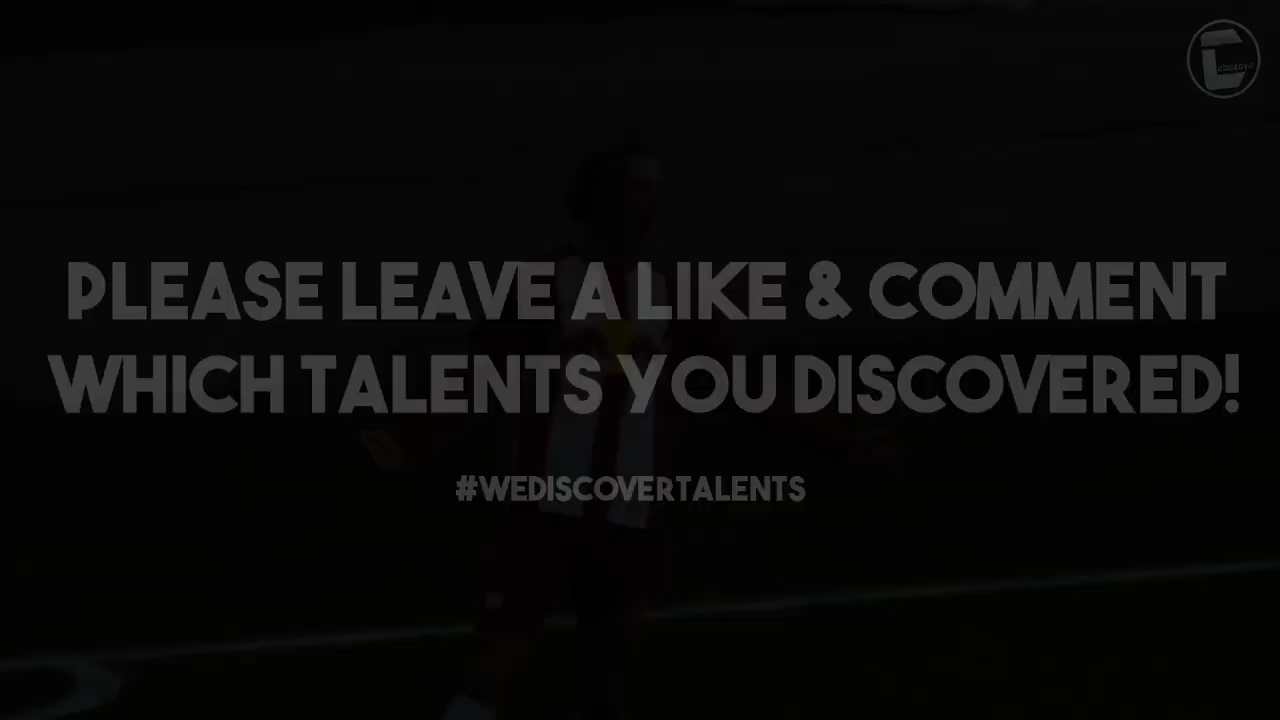 PLEASE LEAVE A LIKE & COMMENT
WHICH TALENTS YOU DISCOVERED!
#WEDISCOVERTALENTS